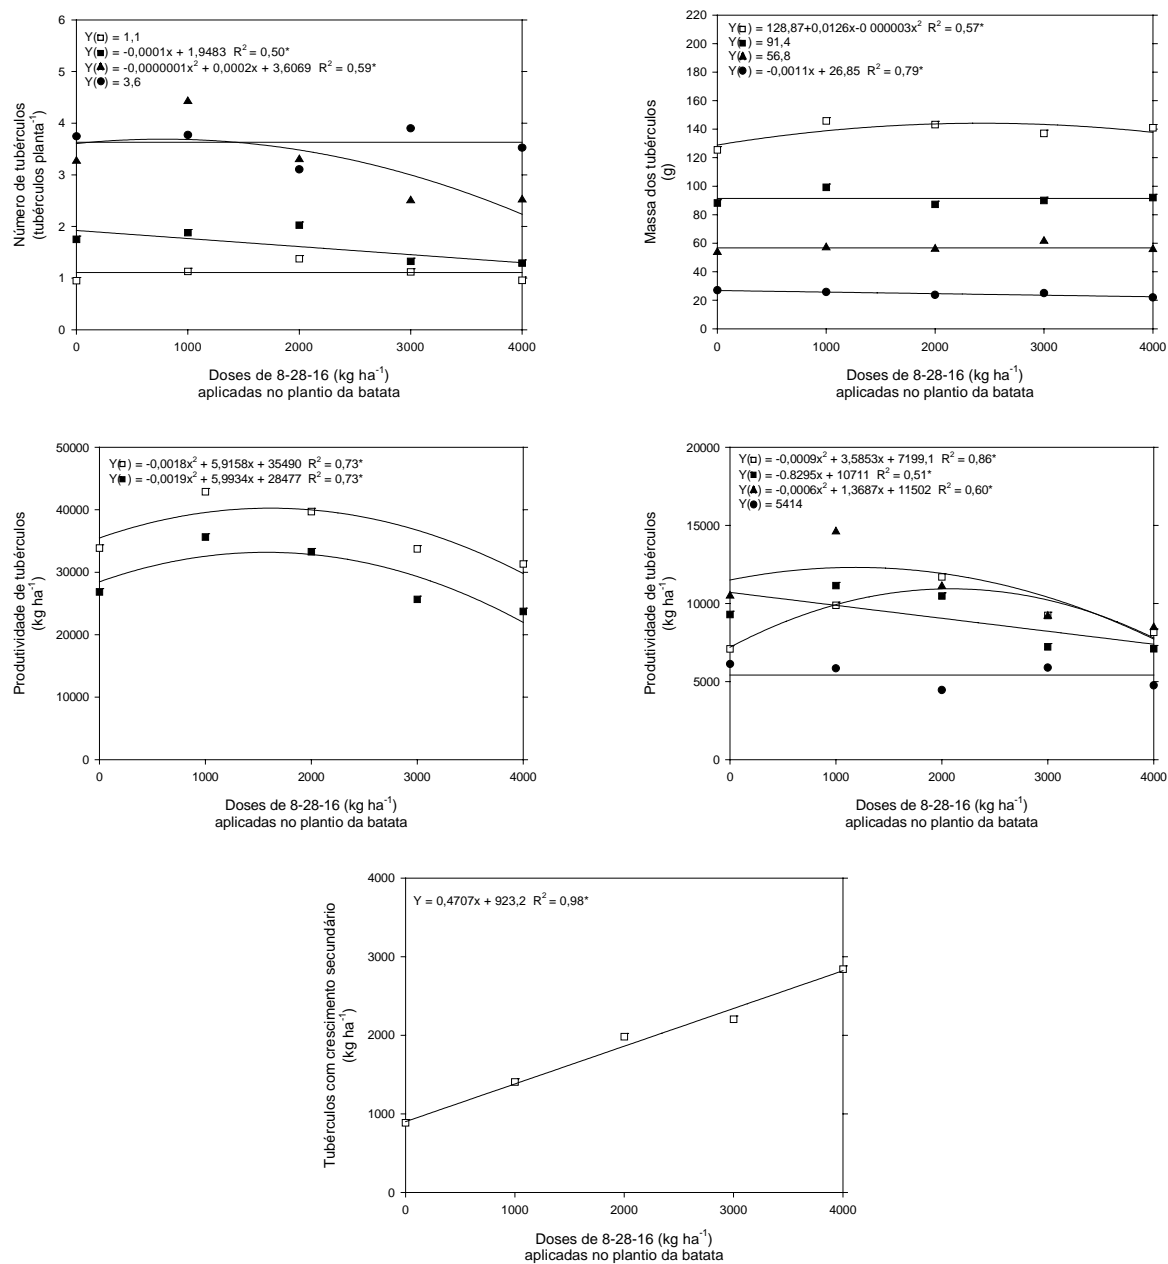 Y(□) = 1,1
Y(■) = -0,0001x + 1,9483 R² = 0,50*
Y(▲) = -0,0000001x² + 0,0002x + 3,6069 R² = 0,59*
Y(●) = 3,6
Número de tubérculos
(tubérculos planta⁻¹)
6
5
4
3
2
1
0
0 1000 2000 3000 4000
Doses de 8-28-16 (kg ha⁻¹)
aplicadas no plantio da batata
Y(□) = 128,87+0,0126x-0 000003x² R² = 0,57*
Y(■) = 91,4
Y(▲) = 56,8
Y(●) = -0,0011x + 26,85 R² = 0,79*
Massa dos tubérculos
(g)
220
200
180
160
140
120
100
80
60
40
20
0
0 1000 2000 3000 4000
Doses de 8-28-16 (kg ha⁻¹)
aplicadas no plantio da batata
Y(□) = -0,0018x² + 5,9158x + 35490 R² = 0,73*
Y(■) = -0,0019x² + 5,9934x + 28477 R² = 0,73*
Produtividade de tubérculos
(kg ha⁻¹)
50000
40000
30000
20000
10000
0
0 1000 2000 3000 4000
Doses de 8-28-16 (kg ha⁻¹)
aplicadas no plantio da batata
Y(□) = -0,0009x² + 3,5853x + 7199,1 R² = 0,86*
Y(■) = -0.8295x + 10711 R² = 0,51*
Y(▲) = -0,0006x² + 1,3687x + 11502 R² = 0,60*
Y(●) = 5414
Produtividade de tubérculos
(kg ha⁻¹)
20000
15000
10000
5000
0
0 1000 2000 3000 4000
Doses de 8-28-16 (kg ha⁻¹)
aplicadas no plantio da batata
Y = 0,4707x + 923,2 R² = 0,98*
Tubérculos com crescimento secundário
(kg ha⁻¹)
4000
3000
2000
1000
0
0 1000 2000 3000 4000
Doses de 8-28-16 (kg ha⁻¹)
aplicadas no plantio da batata